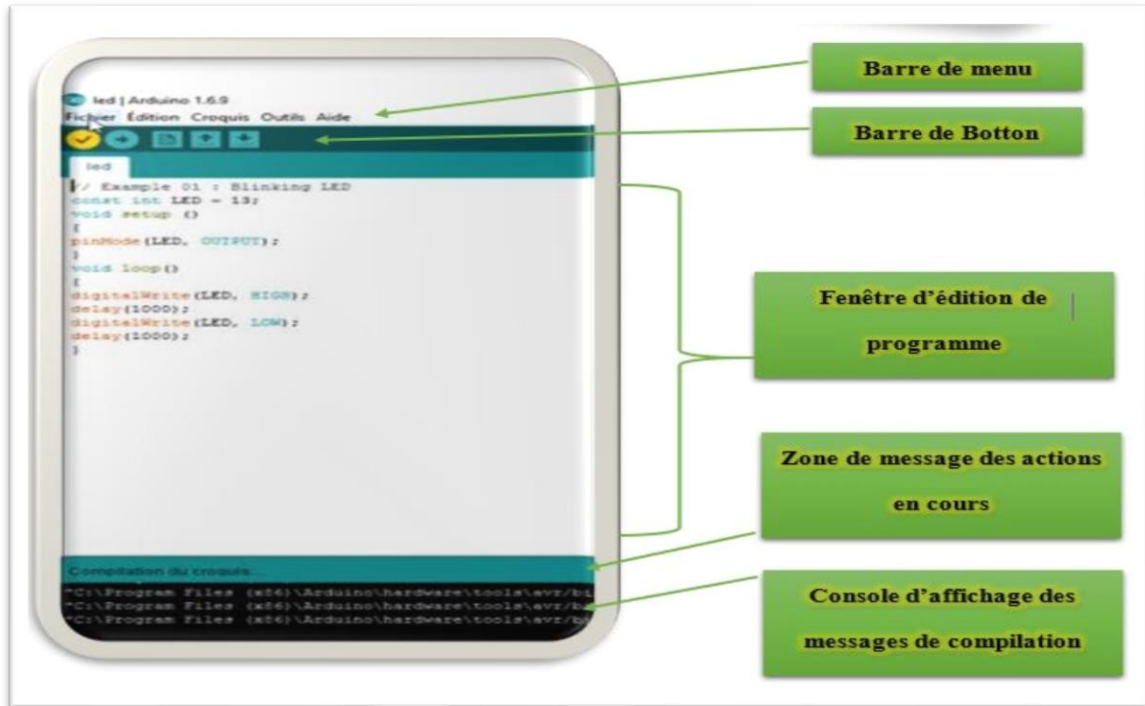 led | Arduino 1.6.9
Fichier Édition Croquis Outils Aide
led
// Example 01 : Blinking LED
const int LED = 13;
void setup ()
{
pinMode(LED, OUTPUT);
}
void loop()
{
digitalWrite(LED, HIGH);
delay(1000);
digitalWrite(LED, LOW);
delay(1000);
}
Compilation du croquis...
"C:\Program Files (x86)\Arduino\hardware\tools\avr/bi
"C:\Program Files (x86)\Arduino\hardware\tools\avr/bi
"C:\Program Files (x86)\Arduino\hardware\tools\avr/bi
Barre de menu
Barre de Botton
Fenêtre d'édition de
programme
Zone de message des actions
en cours
Console d'affichage des
messages de compilation